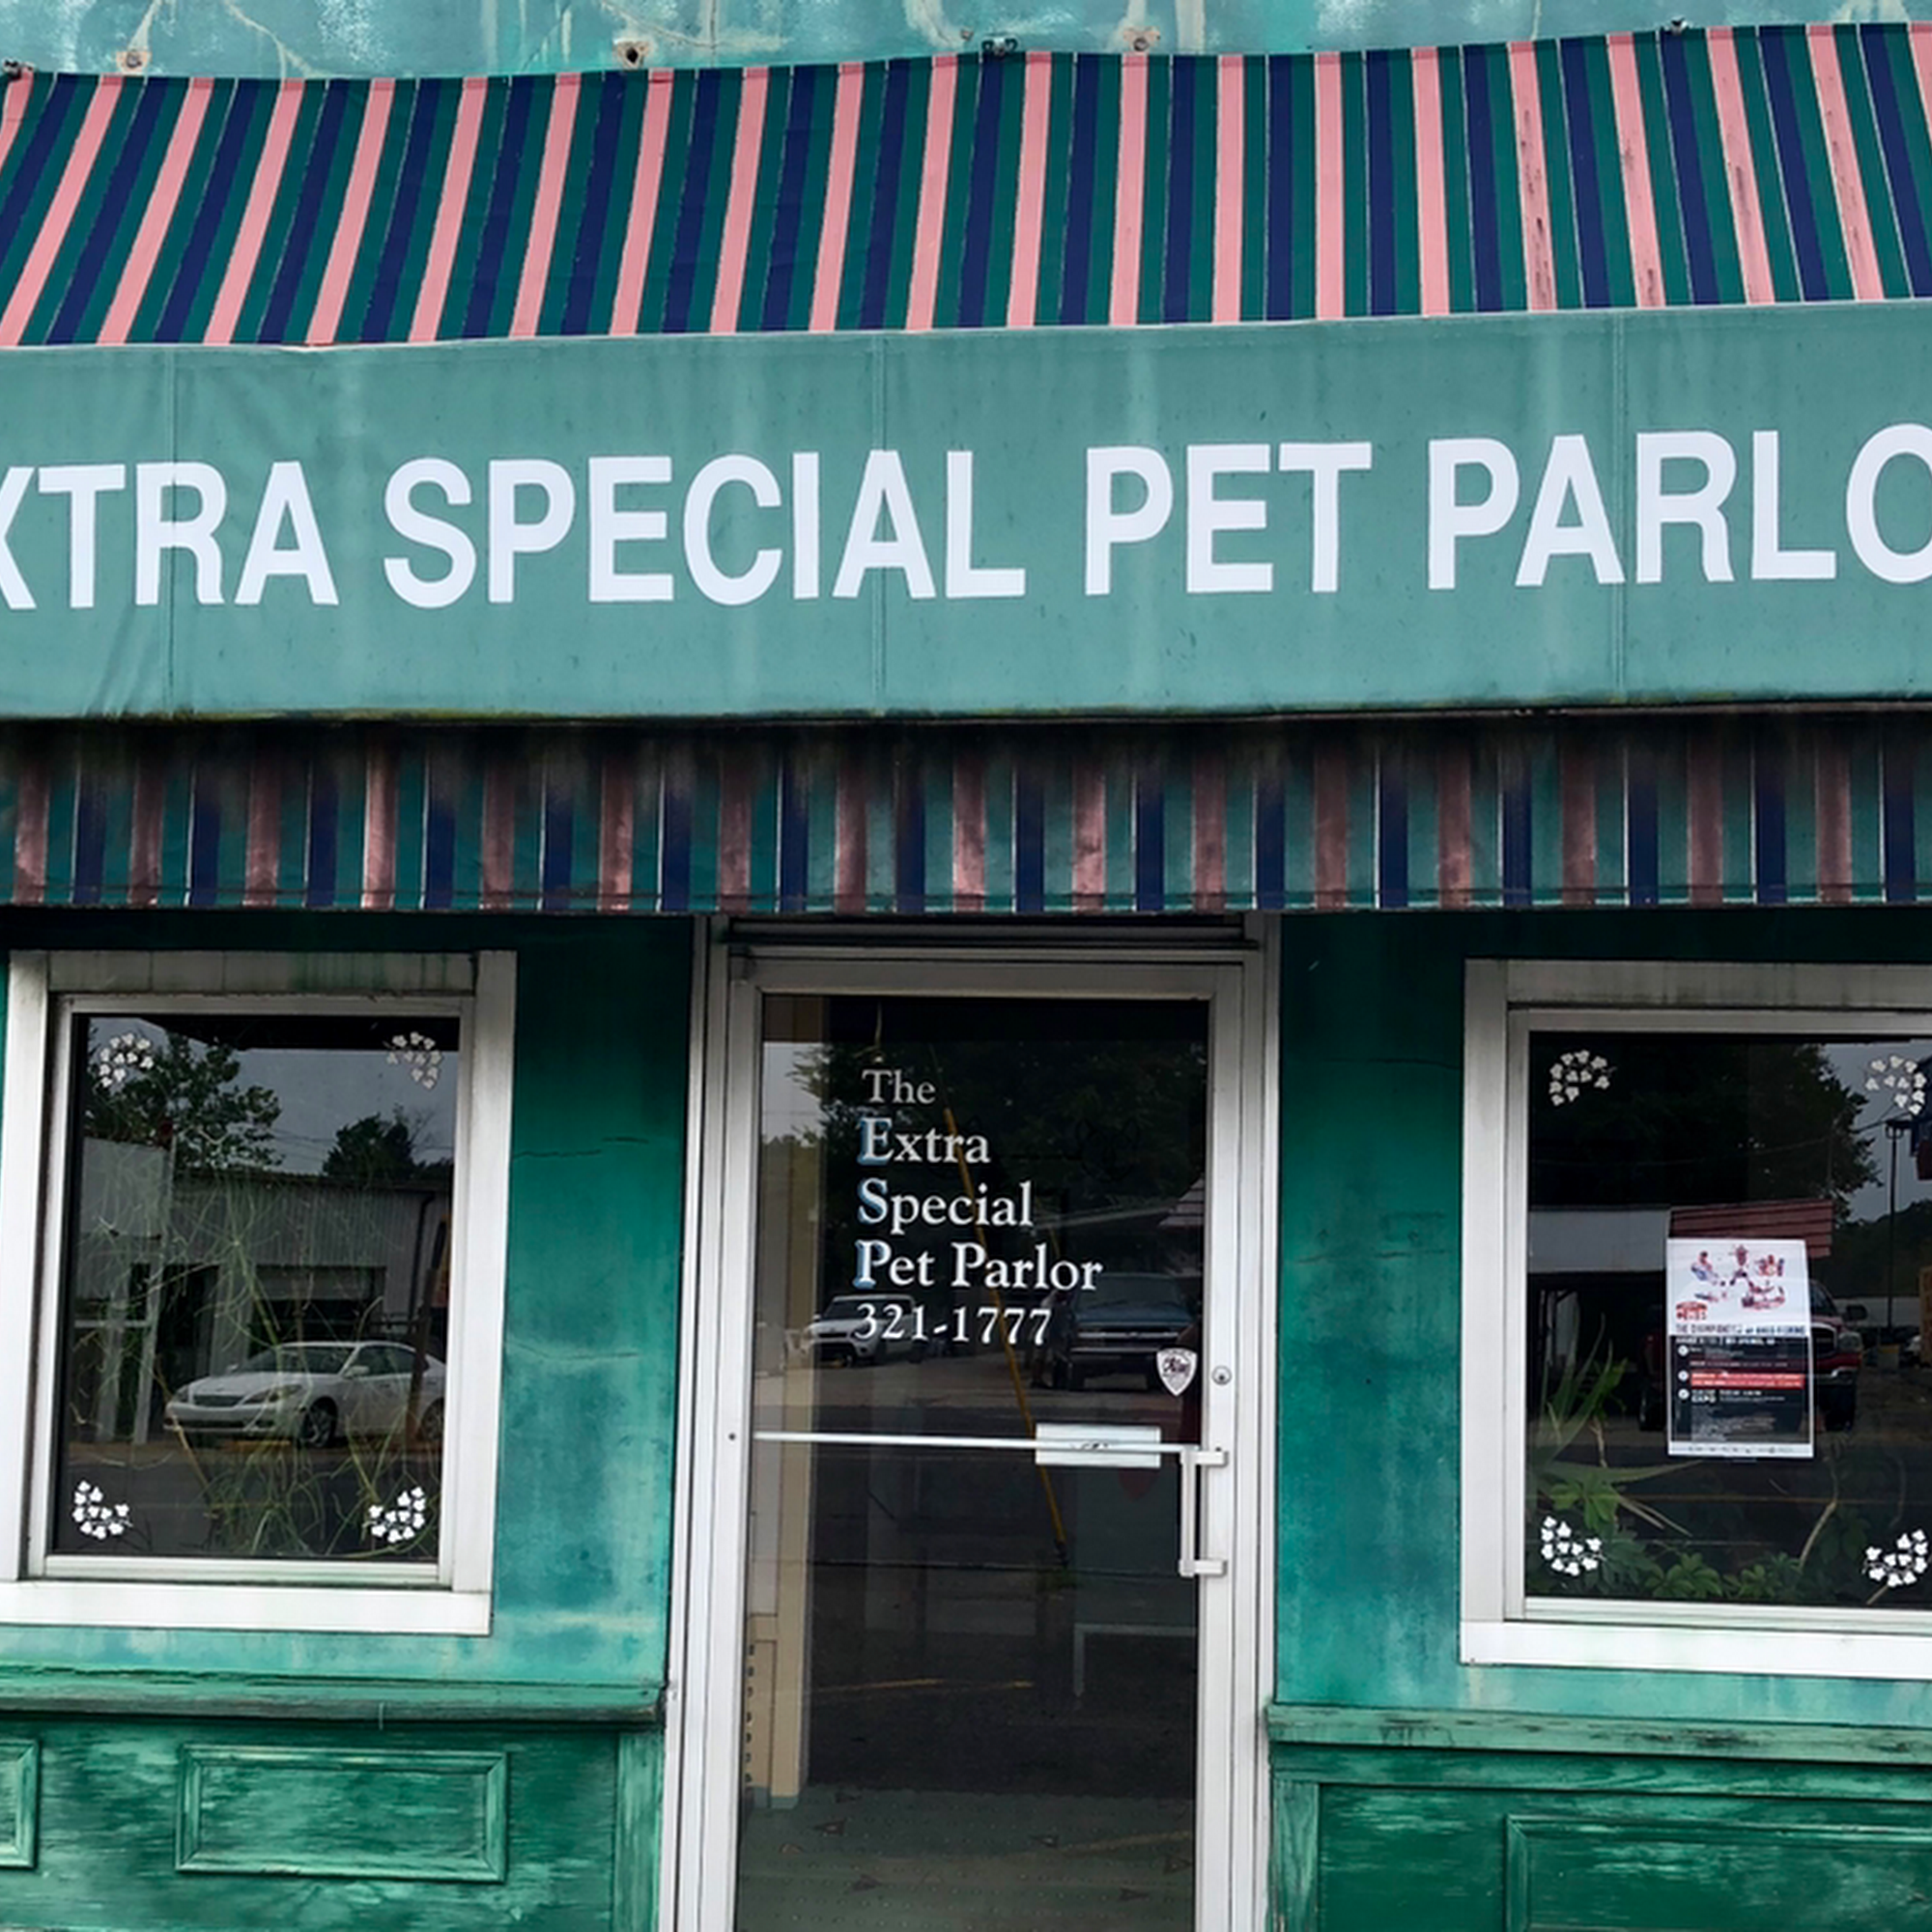 XTRA SPECIAL PET PARLO
The
Extra
Special
Pet Parlor
321-1777